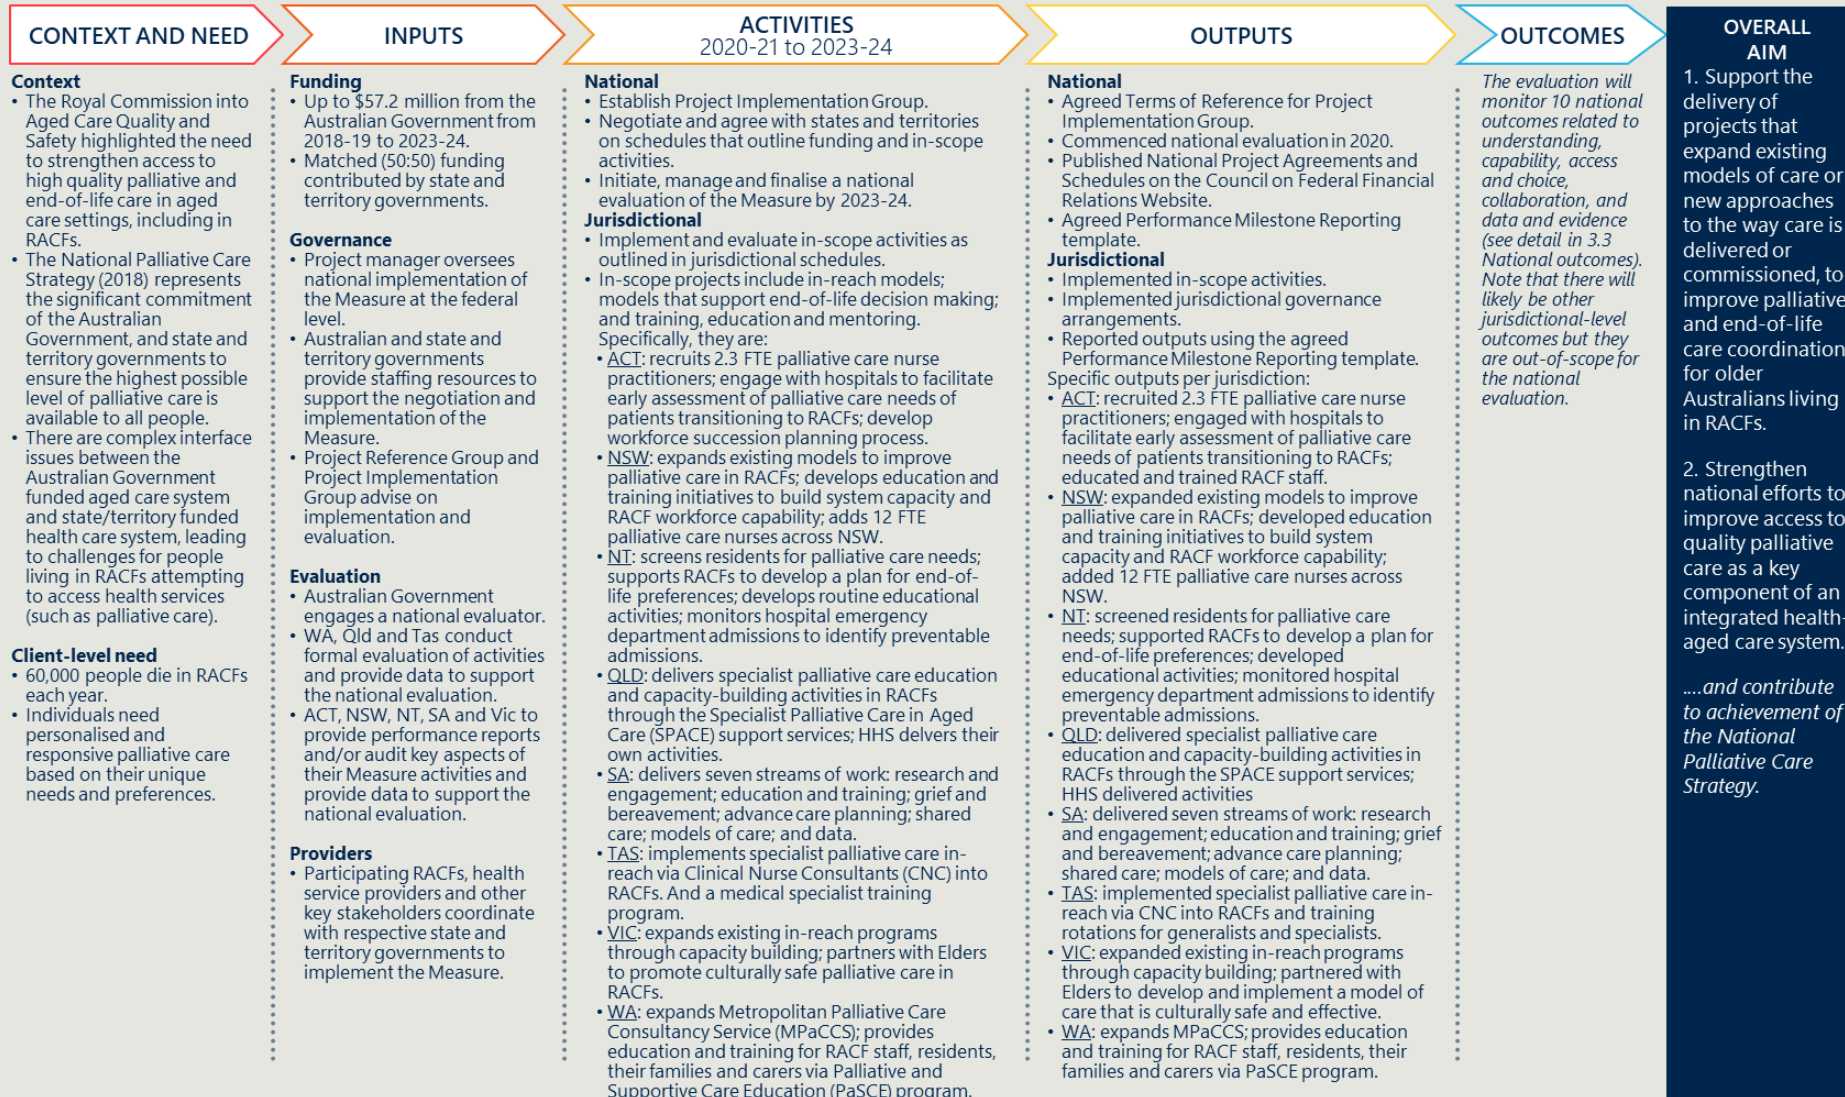 CONTEXT AND NEED
Context
• The Royal Commission into
Aged Care Quality and
Safety highlighted the need
to strengthen access to
high quality palliative and
end-of-life care in aged
care settings, including in
RACFs.
• The National Palliative Care
Strategy (2018) represents
the significant commitment
of the Australian
Government, and state and
territory governments to
ensure the highest possible
level of palliative care is
available to all people.
• There are complex interface
issues between the
Australian Government
funded aged care system
and state/territory funded
health care system, leading
to challenges for people
living in RACFs attempting
to access health services
(such as palliative care).
Client-level need
• 60,000 people die in RACFs
each year.
• Individuals need
personalised and
responsive palliative care
based on their unique
needs and preferences.
INPUTS
Funding
• Up to $57.2 million from the
Australian Government from
2018-19 to 2023-24.
• Matched (50:50) funding
contributed by state and
territory governments.
Governance
• Project manager oversees
national implementation of
the Measure at the federal
level.
• Australian and state and
territory governments
provide staffing resources to
support the negotiation and
implementation of the
Measure.
• Project Reference Group and
Project Implementation
Group advise on
implementation and
evaluation.
Evaluation
• Australian Government
engages a national evaluator.
• WA, Qld and Tas conduct
formal evaluation of activities
and provide data to support
the national evaluation.
• ACT, NSW, NT, SA and Vic to
provide performance reports
and/or audit key aspects of
their Measure activities and
provide data to support the
national evaluation.
Providers
• Participating RACFs, health
service providers and other
key stakeholders coordinate
with respective state and
territory governments to
implement the Measure.
ACTIVITIES
2020-21 to 2023-24
National
• Establish Project Implementation Group.
• Negotiate and agree with states and territories
on schedules that outline funding and in-scope
activities.
• Initiate, manage and finalise a national
evaluation of the Measure by 2023-24.
Jurisdictional
• Implement and evaluate in-scope activities as
outlined in jurisdictional schedules.
• In-scope projects include in-reach models;
models that support end-of-life decision making;
and training, education and mentoring.
Specifically, they are:
• ACT: recruits 2.3 FTE palliative care nurse
practitioners; engage with hospitals to facilitate
early assessment of palliative care needs of
patients transitioning to RACFs; develop
workforce succession planning process.
• NSW: expands existing models to improve
palliative care in RACFs; develops education and
training initiatives to build system capacity and
RACF workforce capability; adds 12 FTE
palliative care nurses across NSW.
• NT: screens residents for palliative care needs;
supports RACFs to develop a plan for end-of-
life preferences; develops routine educational
activities; monitors hospital emergency
department admissions to identify preventable
admissions.
• QLD: delivers specialist palliative care education
and capacity-building activities in RACFs
through the Specialist Palliative Care in Aged
Care (SPACE) support services; HHS delvers their
own activities.
• SA: delivers seven streams of work: research and
engagement; education and training; grief and
bereavement; advance care planning; shared
care; models of care; and data.
• TAS: implements specialist palliative care in-
reach via Clinical Nurse Consultants (CNC) into
RACFs. And a medical specialist training
program.
• VIC: expands existing in-reach programs
through capacity building; partners with Elders
to promote culturally safe palliative care in
RACFs.
• WA: expands Metropolitan Palliative Care
Consultancy Service (MPaCCS); provides
education and training for RACF staff, residents,
their families and carers via Palliative and
Supportive Care Education (PaSCE) program.
OUTPUTS
National
• Agreed Terms of Reference for Project
Implementation Group.
• Commenced national evaluation in 2020.
• Published National Project Agreements and
Schedules on the Council on Federal Financial
Relations Website.
• Agreed Performance Milestone Reporting
template.
Jurisdictional
• Implemented in-scope activities.
• Implemented jurisdictional governance
arrangements.
• Reported outputs using the agreed
Performance Milestone Reporting template.
Specific outputs per jurisdiction:
• ACT: recruited 2.3 FTE palliative care nurse
practitioners; engaged with hospitals to
facilitate early assessment of palliative care
needs of patients transitioning to RACFs;
educated and trained RACF staff.
• NSW: expanded existing models to improve
palliative care in RACFs; developed education
and training initiatives to build system
capacity and RACF workforce capability;
added 12 FTE palliative care nurses across
NSW.
• NT: screened residents for palliative care
needs; supported RACFs to develop a plan for
end-of-life preferences; developed
educational activities; monitored hospital
emergency department admissions to identify
preventable admissions.
• QLD: delivered specialist palliative care
education and capacity-building activities in
RACFs through the SPACE support services;
HHS delivered activities
• SA: delivered seven streams of work: research
and engagement; education and training; grief
and bereavement; advance care planning;
shared care; models of care; and data.
• TAS: implemented specialist palliative care in-
reach via CNC into RACFs and training
rotations for generalists and specialists.
• VIC: expanded existing in-reach programs
through capacity building; partnered with
Elders to develop and implement a model of
care that is culturally safe and effective.
• WA: expands MPaCCS; provides education
and training for RACF staff, residents, their
families and carers via PaSCE program.
OUTCOMES
The evaluation will
monitor 10 national
outcomes related to
understanding,
capability, access
and choice,
collaboration, and
data and evidence
(see detail in 3.3
National outcomes).
Note that there will
likely be other
jurisdictional-level
outcomes but they
are out-of-scope for
the national
evaluation.
OVERALL
AIM
1. Support the
delivery of
projects that
expand existing
models of care or
new approaches
to the way care is
delivered or
commissioned, to
improve palliative
and end-of-life
care coordination
for older
Australians living
in RACFs.
2. Strengthen
national efforts to
improve access to
quality palliative
care as a key
component of an
integrated health-
aged care system.
....and contribute
to achievement of
the National
Palliative Care
Strategy.